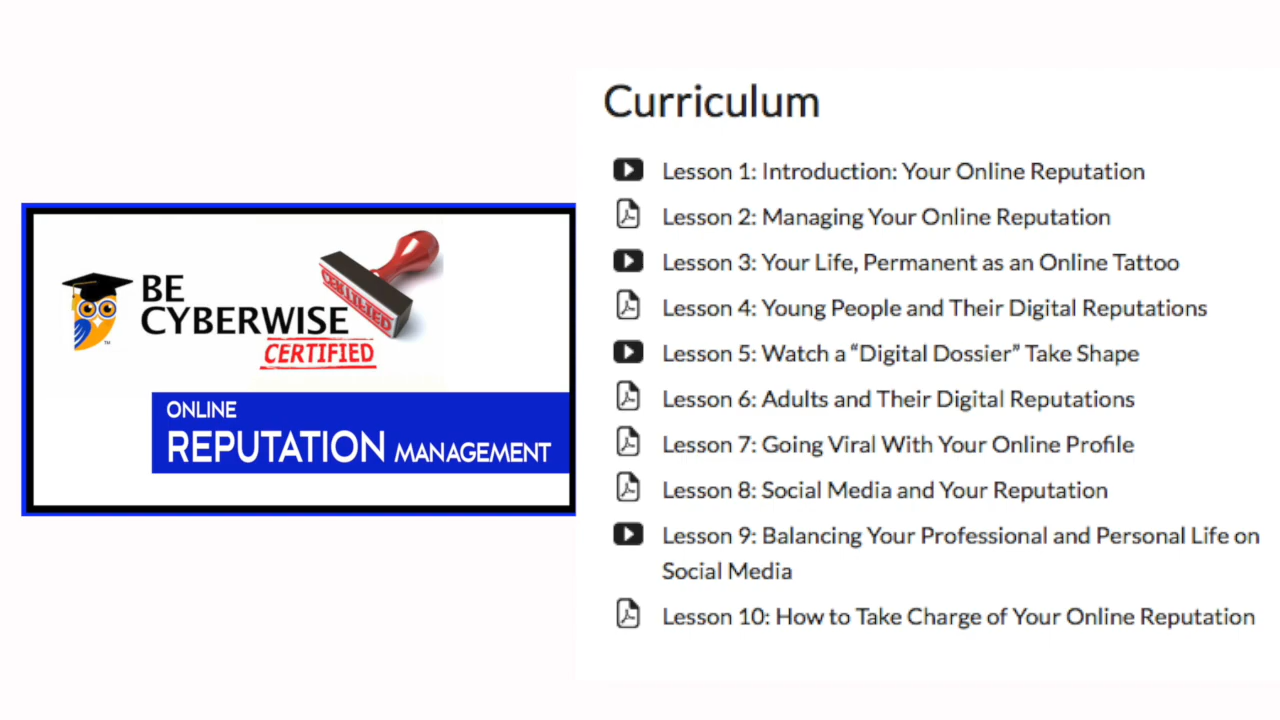 BE
CYBERWISE
CERTIFIED
CERTIFIED
TM
ONLINE
REPUTATION MANAGEMENT
Curriculum
Lesson 1: Introduction: Your Online Reputation
Lesson 2: Managing Your Online Reputation
Lesson 3: Your Life, Permanent as an Online Tattoo
Lesson 4: Young People and Their Digital Reputations
Lesson 5: Watch a “Digital Dossier” Take Shape
Lesson 6: Adults and Their Digital Reputations
Lesson 7: Going Viral With Your Online Profile
Lesson 8: Social Media and Your Reputation
Lesson 9: Balancing Your Professional and Personal Life on
Social Media
Lesson 10: How to Take Charge of Your Online Reputation